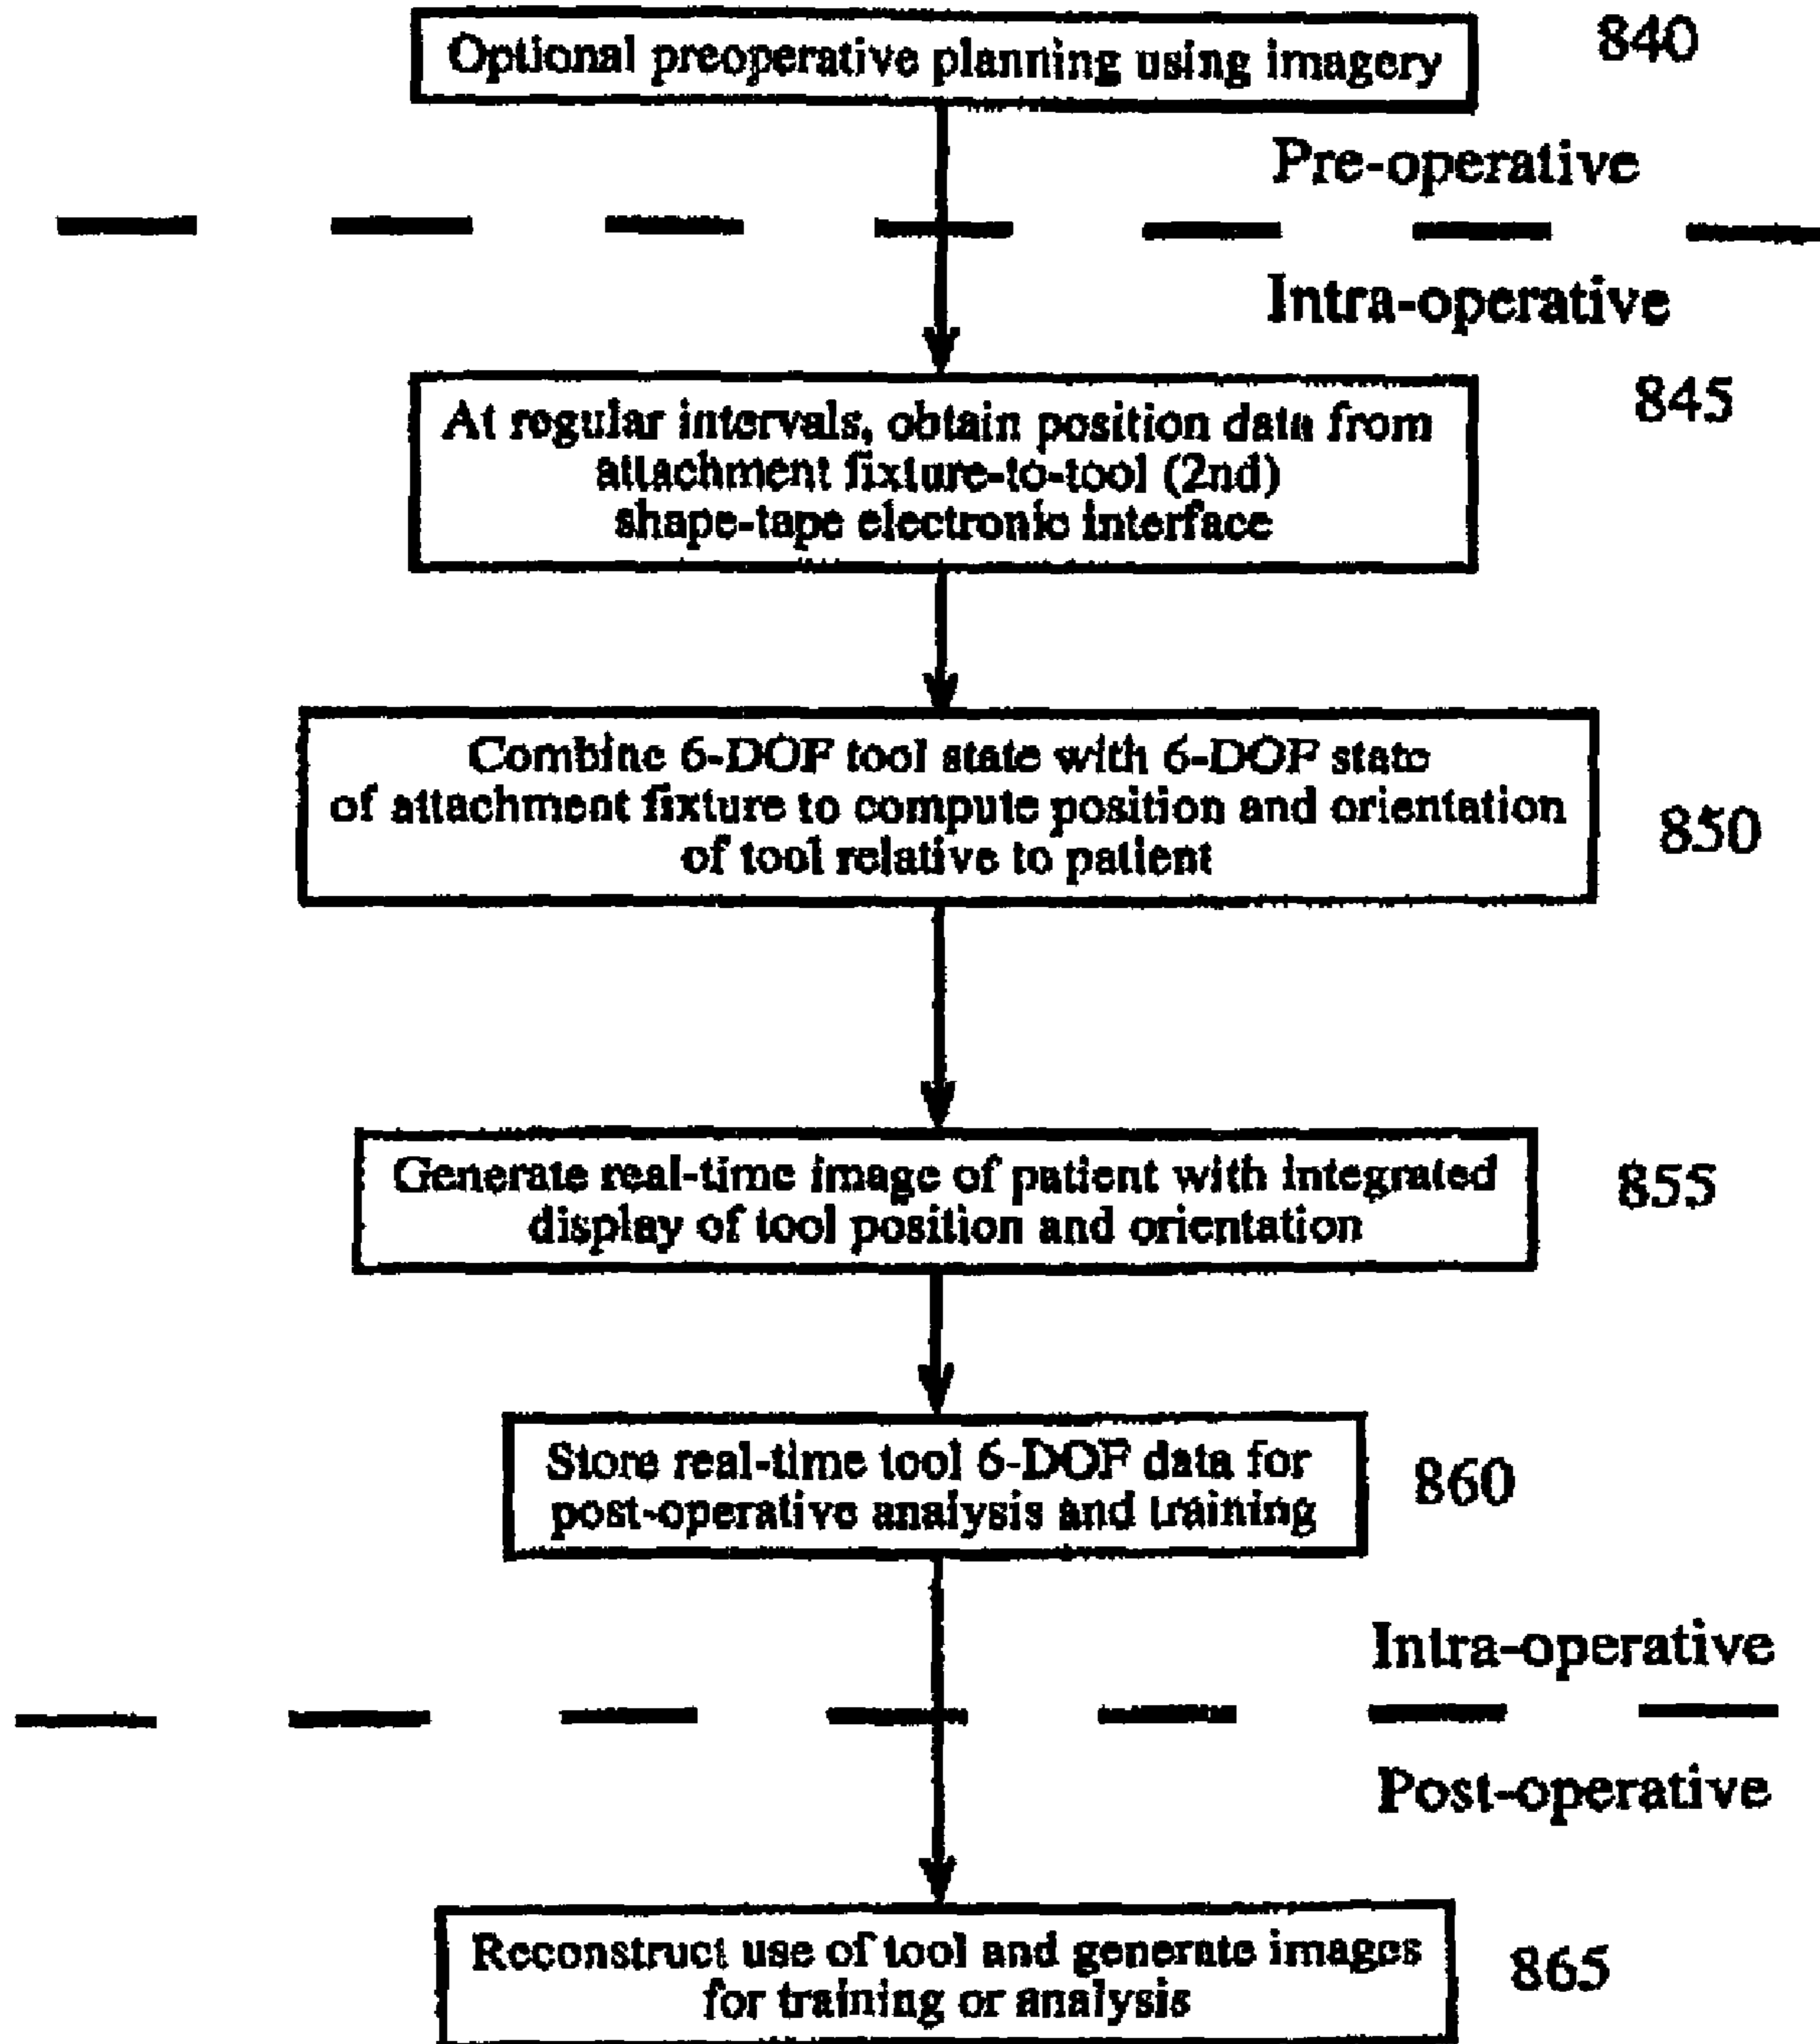 Optional preoperative planning using imagery
840
Pre-operative
Intra-operative
845
At regular intervals, obtain position data from
attachment fixture-to-tool (2nd)
shape-tape electronic interface
Combine 6-DOF tool state with 6-DOF state
of attachment fixture to compute position and orientation
of tool relative to patient
850
Generate real-time image of patient with integrated
display of tool position and orientation
855
Store real-time tool 6-DOF data for
post-operative analysis and training
860
Intra-operative
Post-operative
Reconstruct use of tool and generate images
for training or analysis
865